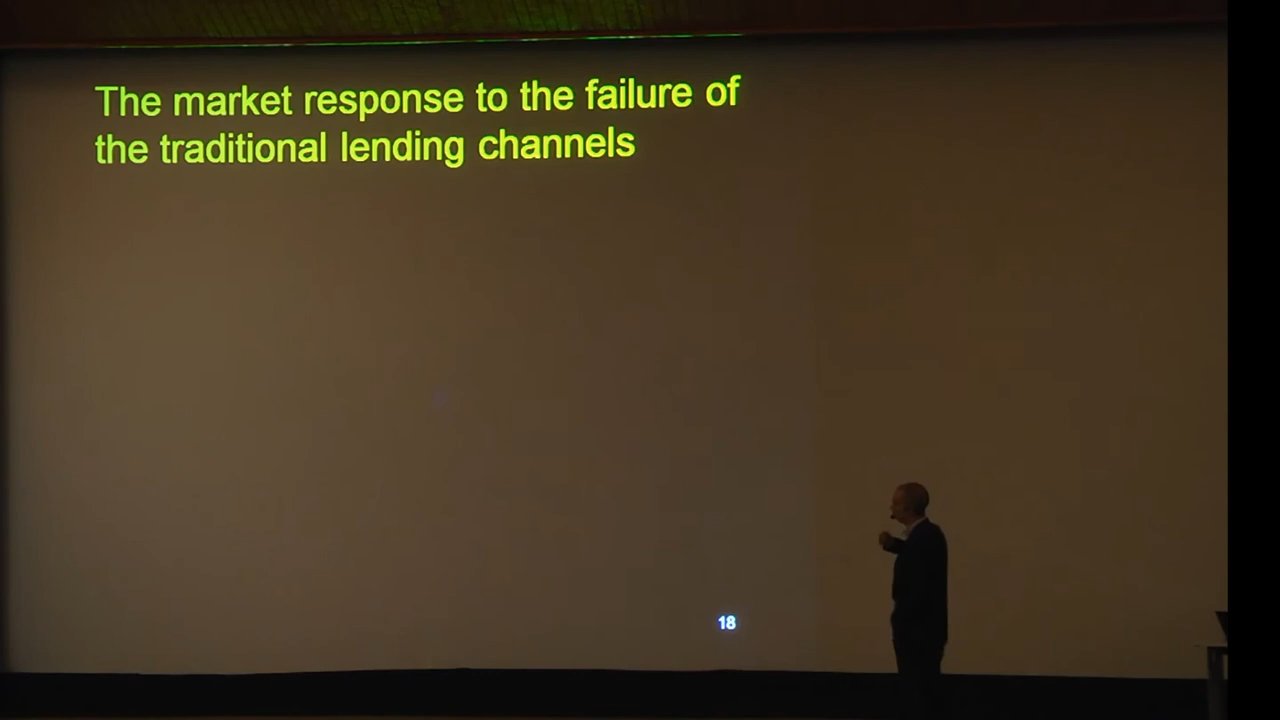 The market response to the failure of
the traditional lending channels
18